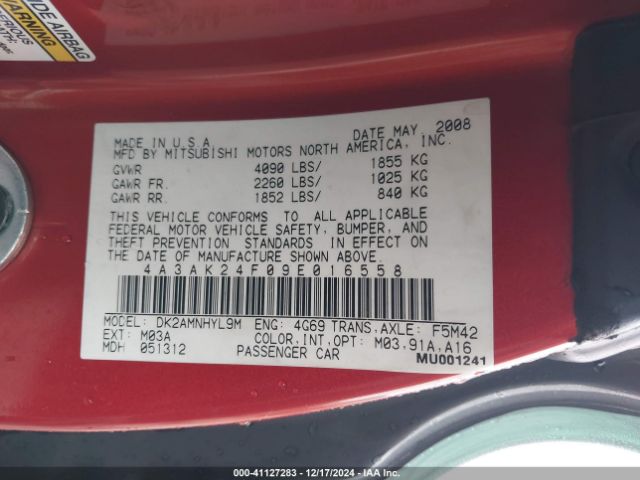 SIDE AIRBAG
WARNING
SERIOUS
MADE IN U.S.A. DATE MAY. 2008
MFD BY MITSUBISHI MOTORS NORTH AMERICA, INC.
GVWR 4090 LBS/ 1855 KG
GAWR FR. 2260 LBS/ 1025 KG
GAWR RR. 1852 LBS/ 840 KG
THIS VEHICLE CONFORMS TO ALL APPLICABLE
FEDERAL MOTOR VEHICLE SAFETY, BUMPER, AND
THEFT PREVENTION STANDARDS IN EFFECT ON
THE DATE OF MANUFACTURE SHOWN ABOVE.
4A3AK24F09E016558
MODEL: DK2AMNHYL9M ENG: 4G69 TRANS,AXLE: F5M42
EXT: M03A COLOR,INT,OPT: M03,91A,A16
MDH 051312 PASSENGER CAR MU001241
000-41127283 - 12/17/2024 - IAA Inc.